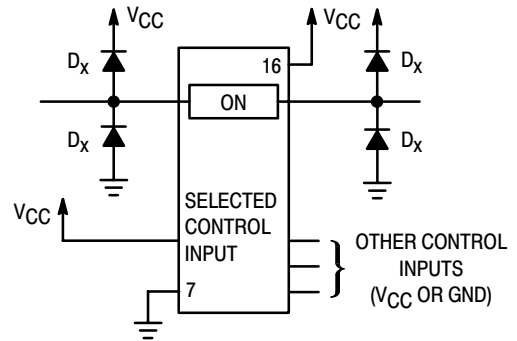 VCC
VCC
16
DX
DX
ON
DX
DX
VCC
SELECTED
CONTROL
INPUT
7
OTHER CONTROL
INPUTS
(VCC OR GND)